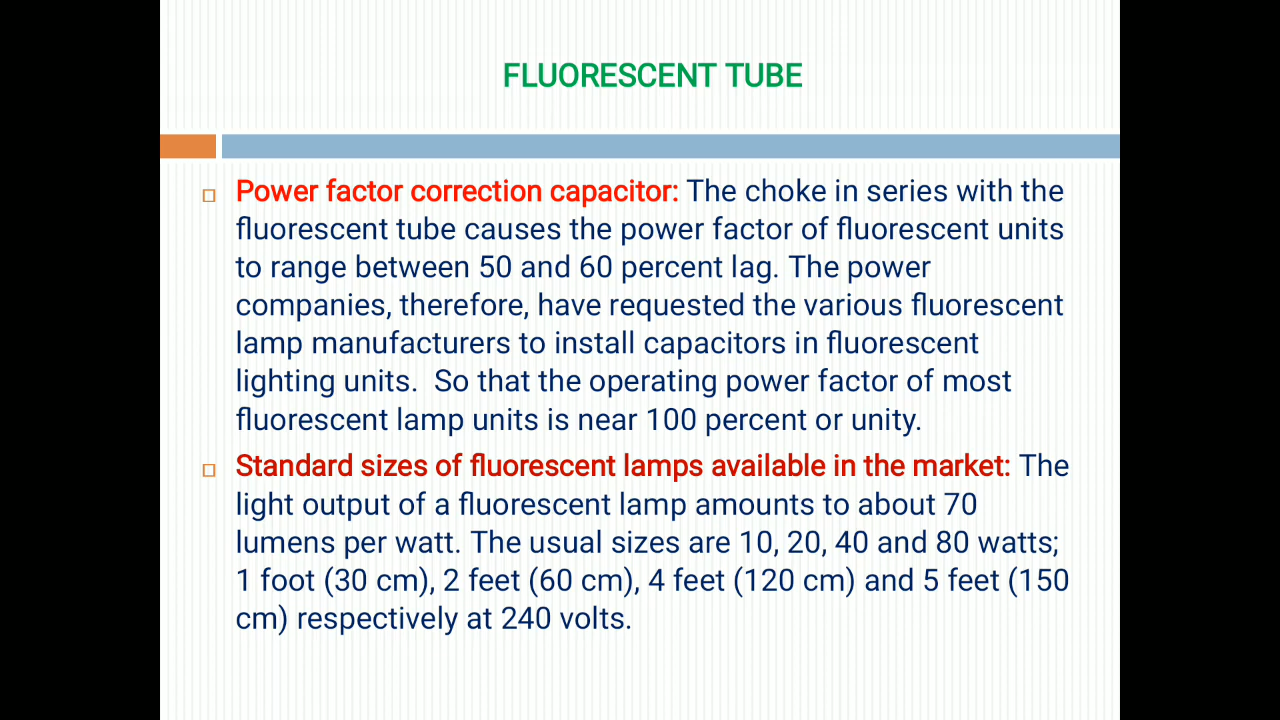 FLUORESCENT TUBE
Power factor correction capacitor: The choke in series with the
fluorescent tube causes the power factor of fluorescent units
to range between 50 and 60 percent lag. The power
companies, therefore, have requested the various fluorescent
lamp manufacturers to install capacitors in fluorescent
lighting units.  So that the operating power factor of most
fluorescent lamp units is near 100 percent or unity.
Standard sizes of fluorescent lamps available in the market: The
light output of a fluorescent lamp amounts to about 70
lumens per watt. The usual sizes are 10, 20, 40 and 80 watts;
1 foot (30 cm), 2 feet (60 cm), 4 feet (120 cm) and 5 feet (150
cm) respectively at 240 volts.